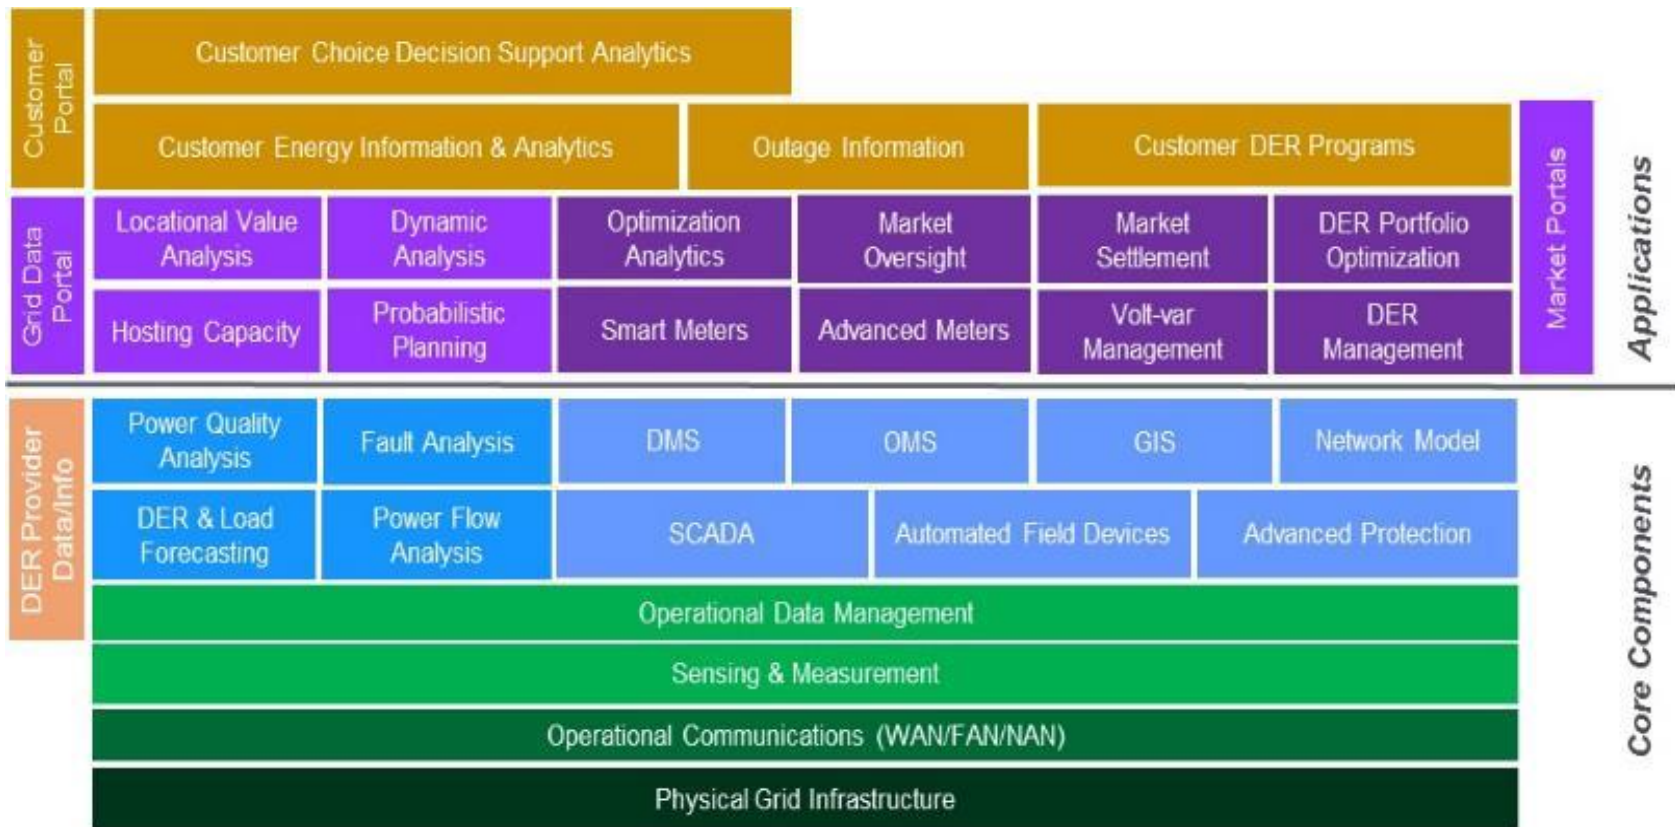 Customer
Portal
Customer Choice Decision Support Analytics
Customer Energy Information & Analytics
Outage Information
Customer DER Programs
Market Portals
Applications
Grid Data
Portal
Locational Value
Analysis
Dynamic
Analysis
Optimization
Analytics
Market
Oversight
Market
Settlement
DER Portfolio
Optimization
Hosting Capacity
Probabilistic
Planning
Smart Meters
Advanced Meters
Volt-var
Management
DER
Management
DER Provider
Data/Info
Power Quality
Analysis
Fault Analysis
DMS
OMS
GIS
Network Model
DER & Load
Forecasting
Power Flow
Analysis
SCADA
Automated Field Devices
Advanced Protection
Core Components
Operational Data Management
Sensing & Measurement
Operational Communications (WAN/FAN/NAN)
Physical Grid Infrastructure